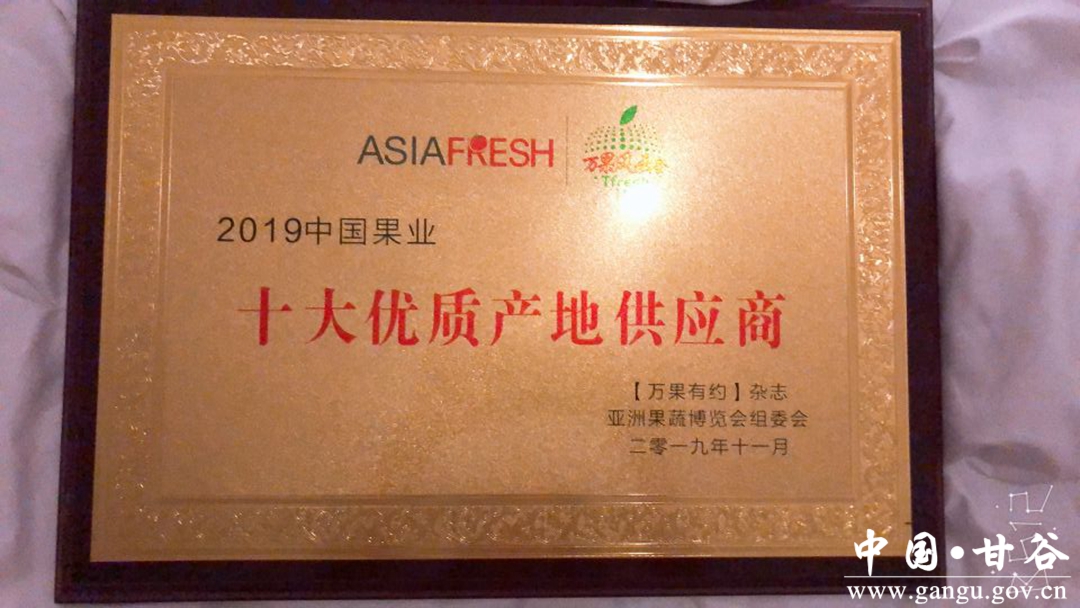 ASIAFRESH
万果风云会
2019中国果业
十大优质产地供应商
【万果有约】杂志
亚洲果蔬博览会组委会
二零一九年十一月
中国·甘谷
www.gangu.gov.cn